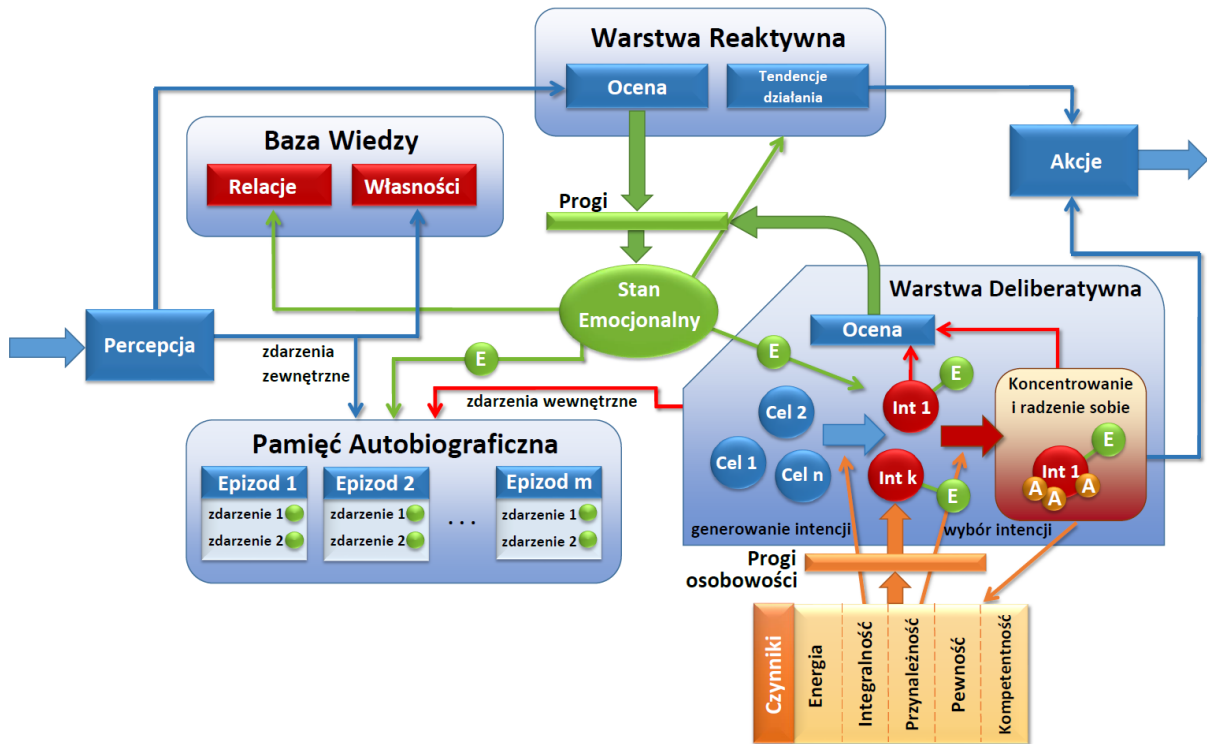 Warstwa Reaktywna
Ocena
Tendencje
działania
Baza Wiedzy
Relacje
Własności
Akcje
Progi
Stan
Emocjonalny
Percepcja
zdarzenia
zewnętrzne
E
E
zdarzenia wewnętrzne
Warstwa Deliberatywna
Ocena
Int 1
E
Cel 2
Cel 1
Cel n
Int k
E
Koncentrowanie
i radzenie sobie
E
Int 1
A
A
A
generowanie intencji
wybór intencji
Pamięć Autobiograficzna
Epizod 1
zdarzenie 1
zdarzenie 2
Epizod 2
zdarzenie 1
zdarzenie 2
...
Epizod m
zdarzenie 1
zdarzenie 2
Progi
osobowości
Czynniki
Energia
Integralność
Przynależność
Pewność
Kompetentność